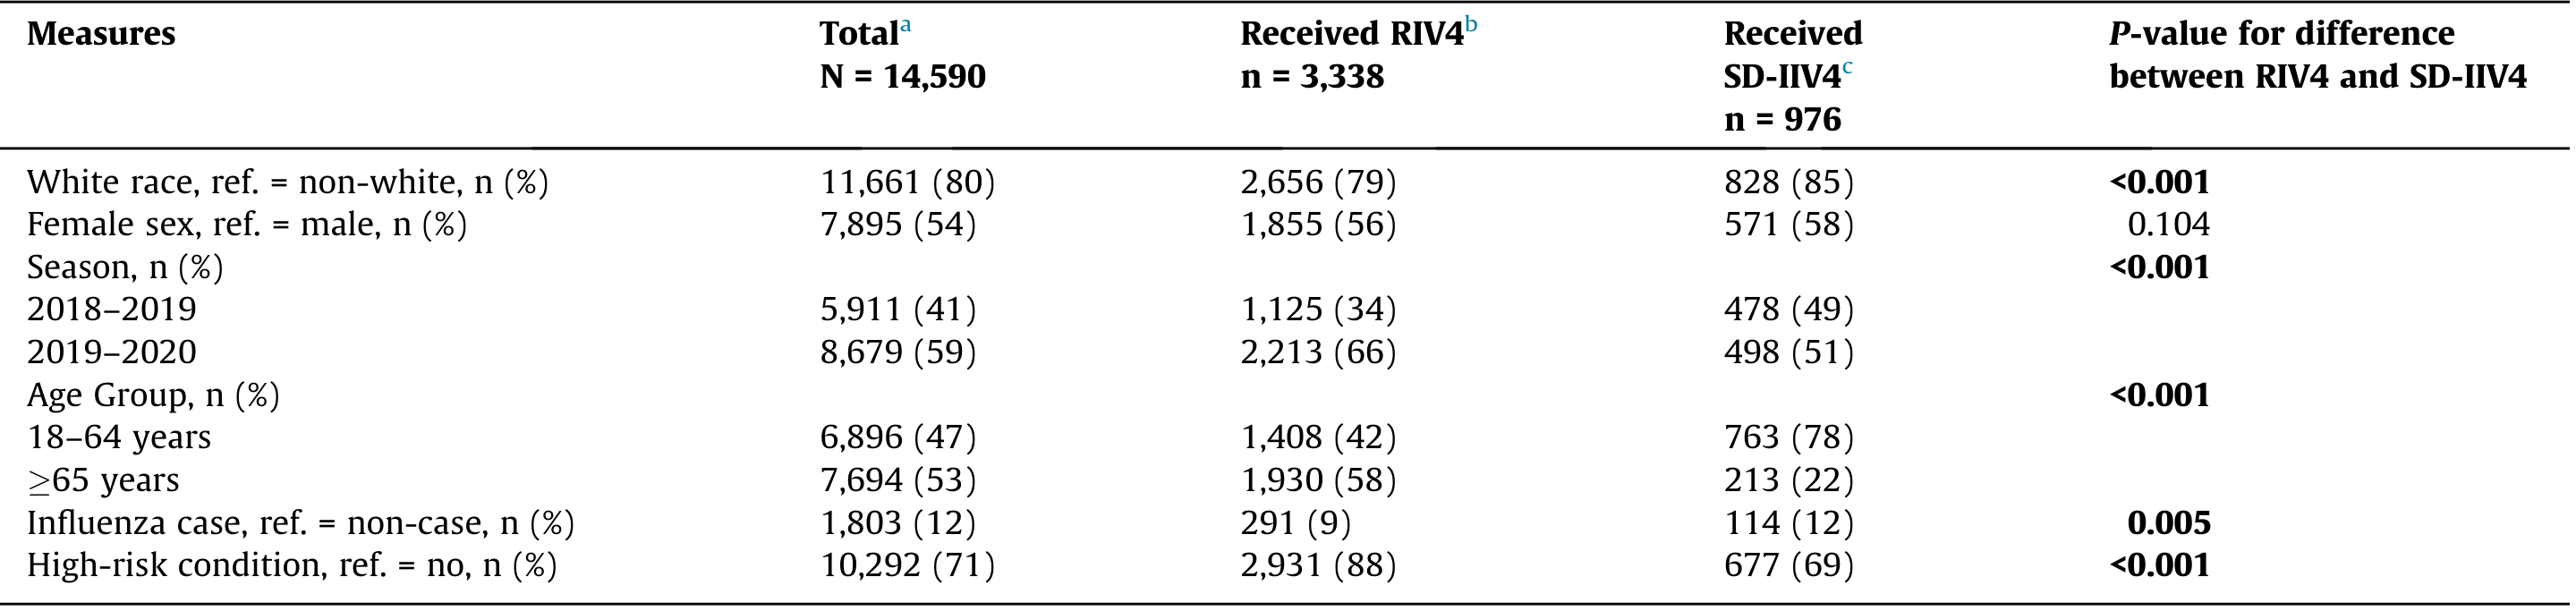 Measures Totala Received RIV4b Received P-value for difference
N = 14,590 n = 3,338 SD-IIV4c between RIV4 and SD-IIV4
n = 976
White race, ref. = non-white, n (%) 11,661 (80) 2,656 (79) 828 (85) <0.001
Female sex, ref. = male, n (%) 7,895 (54) 1,855 (56) 571 (58) 0.104
Season, n (%) <0.001
2018–2019 5,911 (41) 1,125 (34) 478 (49)
2019–2020 8,679 (59) 2,213 (66) 498 (51)
Age Group, n (%) <0.001
18–64 years 6,896 (47) 1,408 (42) 763 (78)
≥65 years 7,694 (53) 1,930 (58) 213 (22)
Influenza case, ref. = non-case, n (%) 1,803 (12) 291 (9) 114 (12) 0.005
High-risk condition, ref. = no, n (%) 10,292 (71) 2,931 (88) 677 (69) <0.001